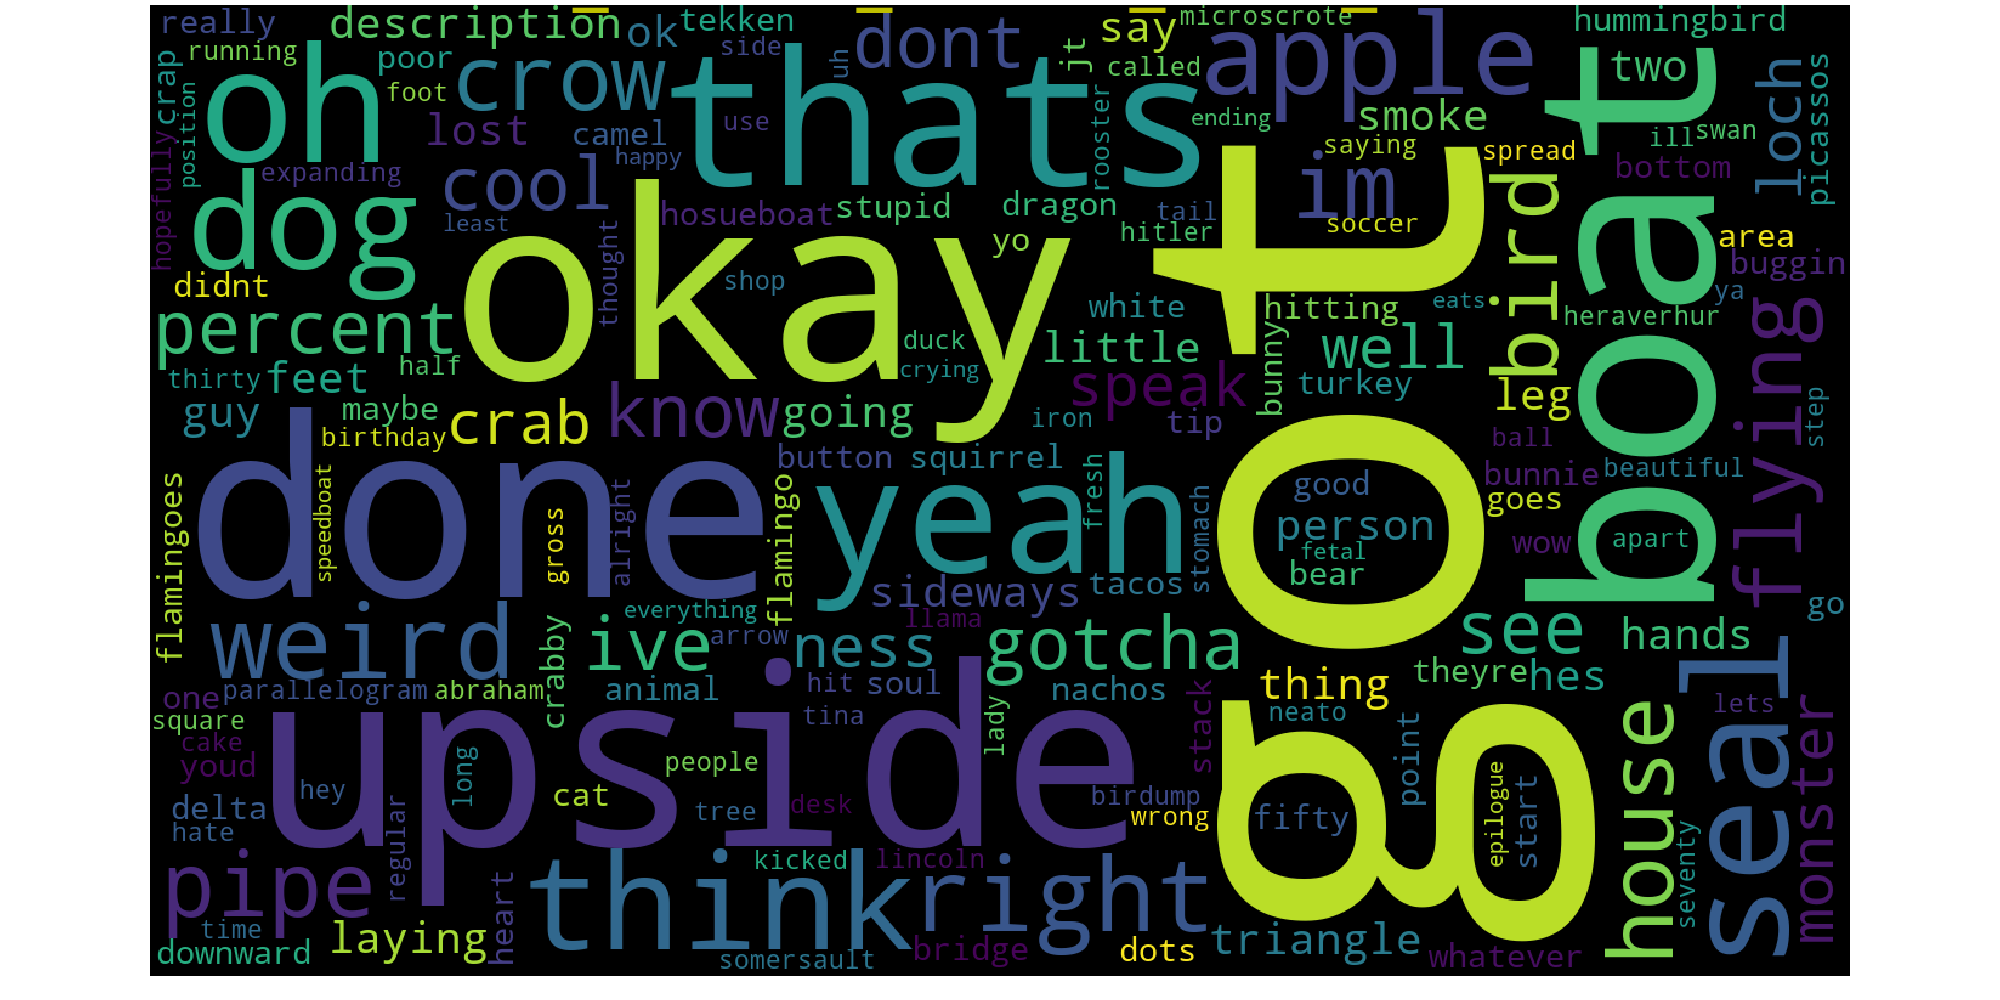 really
description
ok
tekken
say
microscrote
hummingbird
running
poor
side
uh
dont
jt
called
apple
two
oh
crow
thats
boat
crap
foot
lost
camel
use
rooster
ending
smoke
ill
swan
loch
picassos
hopefully
position
expanding
cool
happy
saying
spread
bottom
im
bird
dog
least
hosueboat
stupid
dragon
tail
hitler
soccer
area
didnt
thought
okay
yo
got
buggin
percent
shop
white
hitting
eats
ya
heraverhur
flying
half
duck
little
bunny
well
thirty
feet
crying
speak
turkey
leg
step
guy
maybe
crab
know
going
iron
tip
birthday
ball
done
button
squirrel
bunnie
beautiful
flamingoes
speedboat
gross
alright
flamingo
yeah
fresh
stomach
good
goes
person
wow
apart
fetal
bear
sideways
tacos
weird
crabby
everything
ive
arrow
ness
llama
gotcha
see
hands
go
seal
one
parallelogram
abraham
animal
hit
soul
lady
nachos
stack
thing
theyre
hes
square
upside
tina
neato
point
house
lets
monster
cake
youd
long
people
hey
cat
tree
desk
birdump
delta
hate
wrong
fifty
epilogue
start
regular
pipe
heart
think
kicked
lincoln
right
seventy
time
downward
laying
somersault
bridge
dots
triangle
whatever